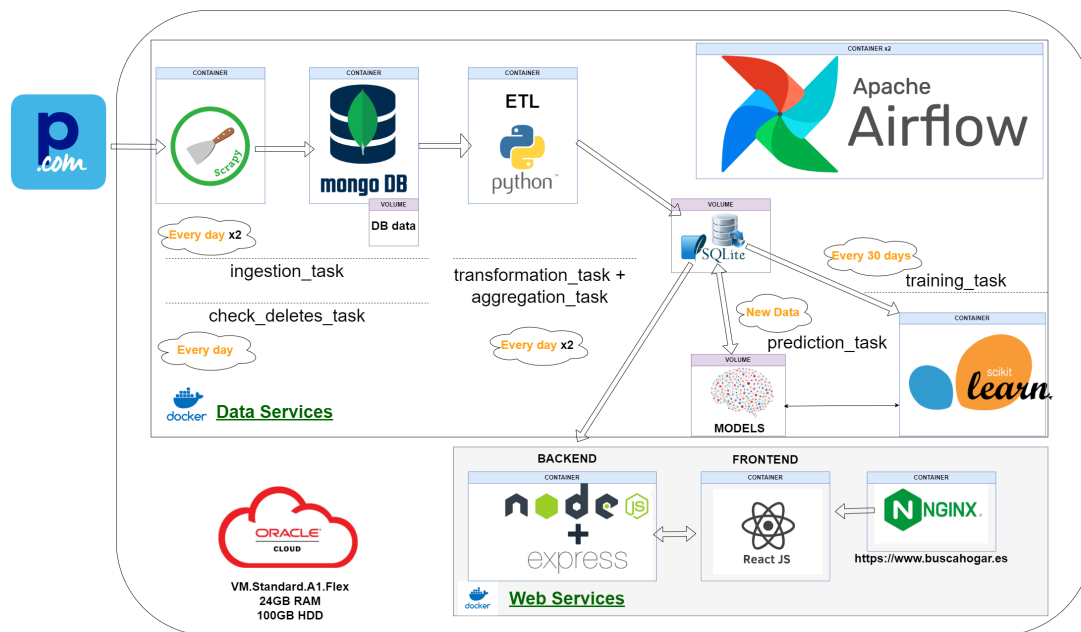 p
.com
CONTAINER
Scrapy
CONTAINER
mongo DB
VOLUME
DB data
CONTAINER
ETL
python™
CONTAINER x2
Apache
Airflow
VOLUME
SQLite
Every day x2
ingestion_task
check_deletes_task
Every day
transformation_task +
aggregation_task
Every day x2
Every 30 days
training_task
New Data
prediction_task
VOLUME
MODELS
CONTAINER
scikit
learn
docker
Data Services
BACKEND
CONTAINER
node
JS
+
express
FRONTEND
CONTAINER
React JS
CONTAINER
N
NGINX
https://www.buscahogar.es
docker
Web Services
ORACLE®
CLOUD
VM.Standard.A1.Flex
24GB RAM
100GB HDD